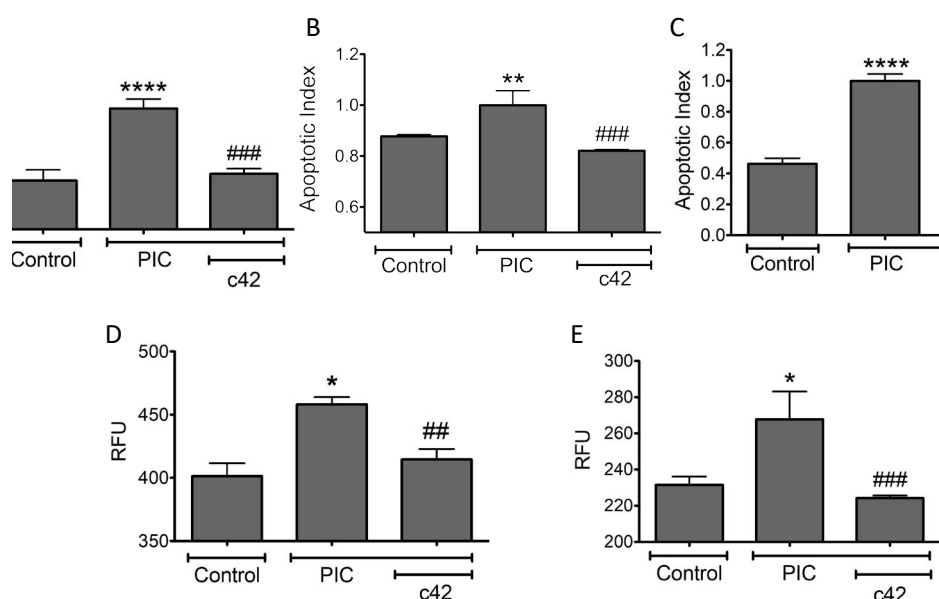 ****
###
Control
PIC
c42
B
Apoptotic Index
1.2
1.0
0.8
0.6
**
###
Control
PIC
c42
C
Apoptotic Index
1.2
1.0
0.8
0.6
0.4
0.2
0.0
****
Control
PIC
D
RFU
500
450
400
350
*
##
Control
PIC
c42
E
RFU
300
280
260
240
220
200
*
###
Control
PIC
c42